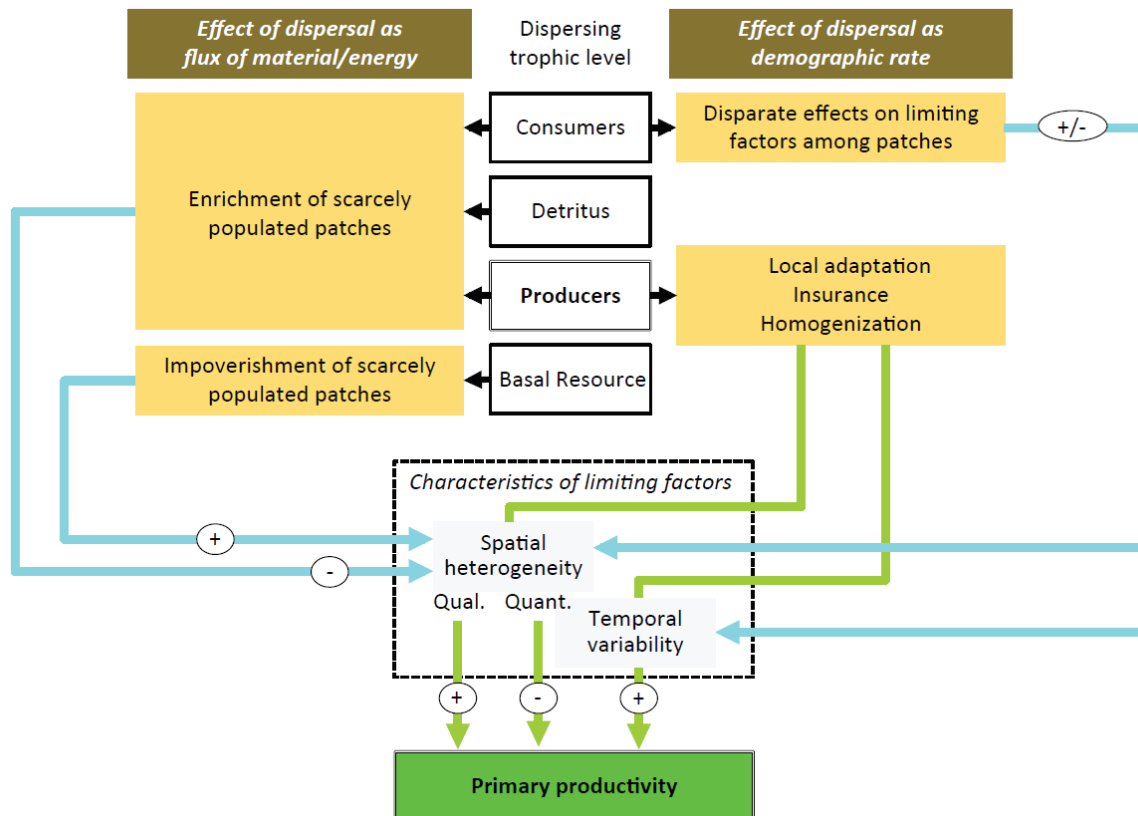 Effect of dispersal as
flux of material/energy
Dispersing
trophic level
Effect of dispersal as
demographic rate
Consumers
Disparate effects on limiting
factors among patches
+/-
Enrichment of scarcely
populated patches
Detritus
Producers
Local adaptation
Insurance
Homogenization
Impoverishment of scarcely
populated patches
Basal Resource
Characteristics of limiting factors
+
-
Spatial
heterogeneity
Qual.
Quant.
Temporal
variability
+
-
+
Primary productivity